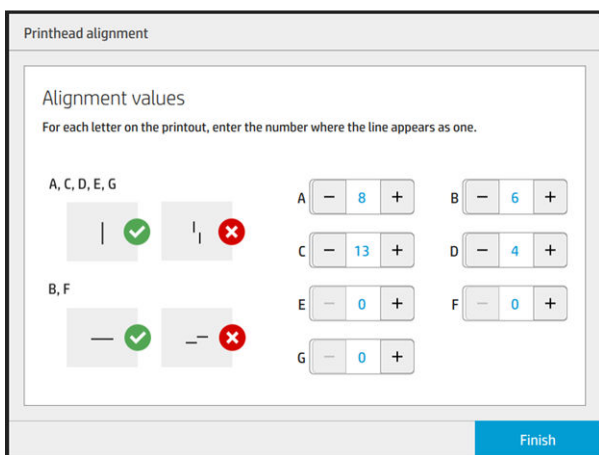 Printhead alignment
Alignment values
For each letter on the printout, enter the number where the line appears as one.
A, C, D, E, G
A − 8 + B − 6 +
C − 13 + D − 4 +
B, F
E − 0 + F − 0 +
G − 0 +
Finish